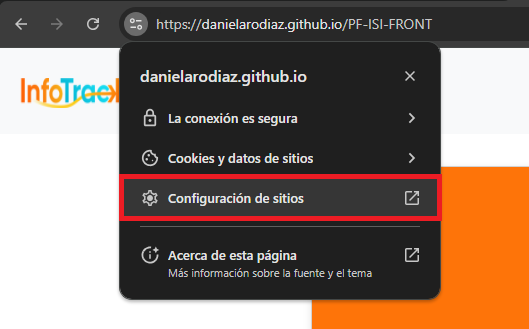 https://danielarodiaz.github.io/PF-ISI-FRONT
InfoTrack
danielarodiaz.github.io
La conexión es segura
Cookies y datos de sitios
Configuración de sitios
Acerca de esta página
Más información sobre la fuente y el tema